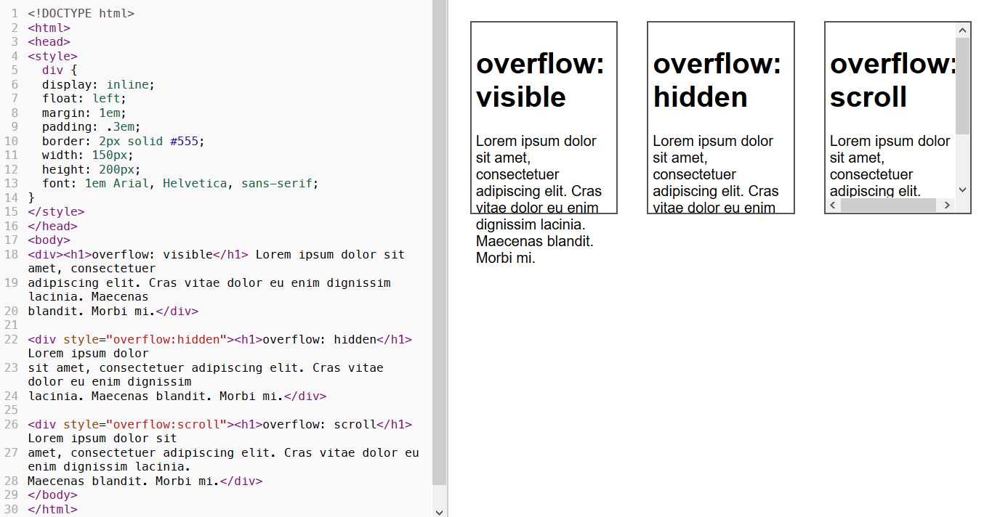 1 <!DOCTYPE html>
2 <html>
3 <head>
4 <style>
5 div {
6 display: inline;
7 float: left;
8 margin: 1em;
9 padding: .3em;
10 border: 2px solid #555;
11 width: 150px;
12 height: 200px;
13 font: 1em Arial, Helvetica, sans-serif;
14 }
15 </style>
16 </head>
17 <body>
18 <div><h1>overflow: visible</h1> Lorem ipsum dolor sit
amet, consectetuer
19 adipiscing elit. Cras vitae dolor eu enim dignissim
lacinia. Maecenas
20 blandit. Morbi mi.</div>
21
22 <div style="overflow:hidden"><h1>overflow: hidden</h1>
Lorem ipsum dolor
23 sit amet, consectetuer adipiscing elit. Cras vitae
dolor eu enim dignissim
24 lacinia. Maecenas blandit. Morbi mi.</div>
25
26 <div style="overflow:scroll"><h1>overflow: scroll</h1>
Lorem ipsum dolor sit
27 amet, consectetuer adipiscing elit. Cras vitae dolor eu
enim dignissim lacinia.
28 Maecenas blandit. Morbi mi.</div>
29 </body>
30 </html>
overflow:
visible
Lorem ipsum dolor
sit amet,
consectetuer
adipiscing elit. Cras
vitae dolor eu enim
dignissim lacinia.
Maecenas blandit.
Morbi mi.
overflow:
hidden
Lorem ipsum dolor
sit amet,
consectetuer
adipiscing elit. Cras
vitae dolor eu enim
overflow:
scroll
Lorem ipsum dolor
sit amet,
consectetuer
adipiscing elit.